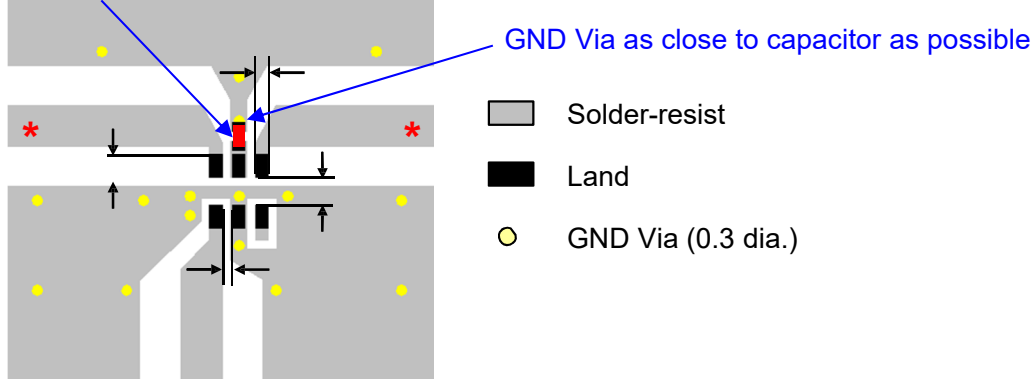 GND Via as close to capacitor as possible
* *
Solder-resist
Land
GND Via (0.3 dia.)